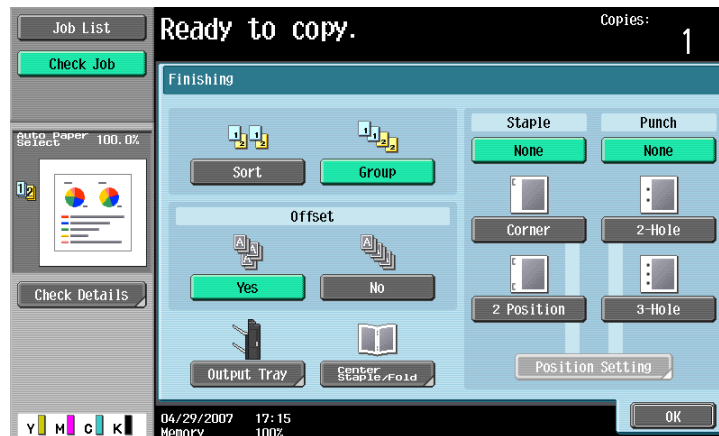 Job List
Ready to copy.
Copies:
1
Check Job
Finishing
Auto Paper
Select 100.0%
Staple
Punch
None
None
Sort
Group
Corner
2-Hole
Offset
Yes
No
2 Position
3-Hole
Check Details
Output Tray
Center
Staple/Fold
Position Setting
OK
Y M C K
04/29/2007 17:15
Memory 100%